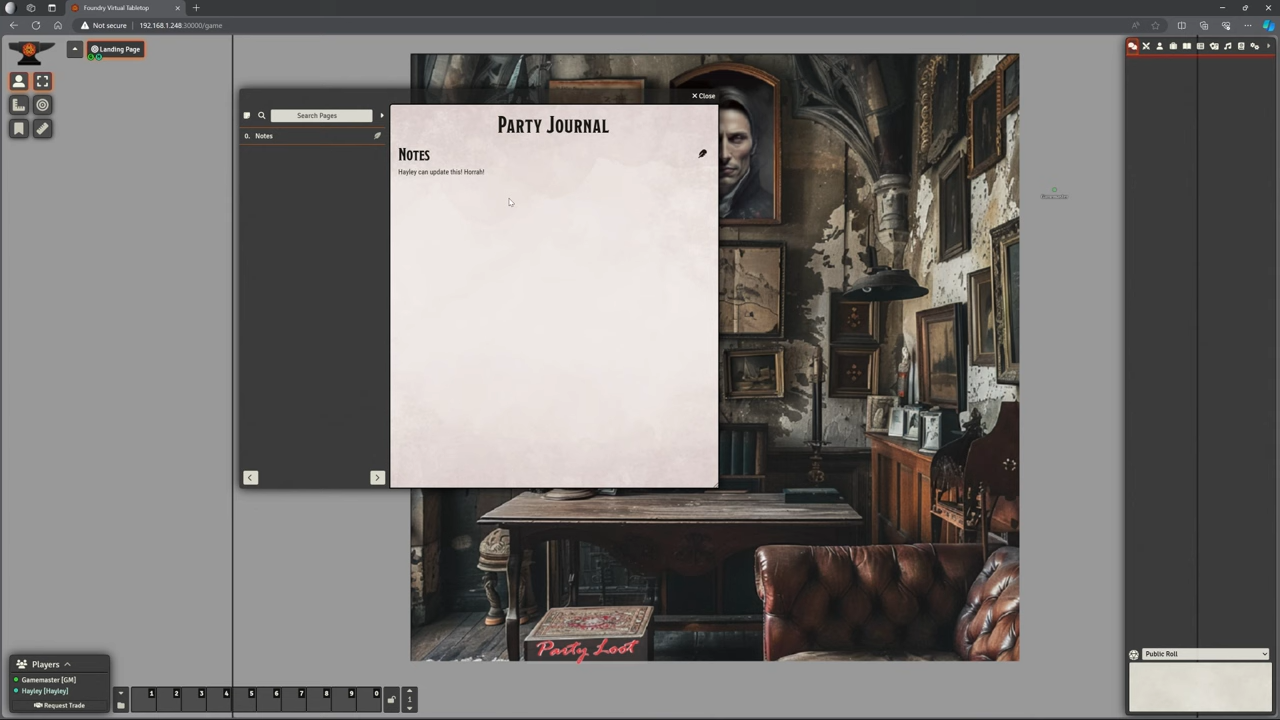 Foundry Virtual Tabletop
Not secure
192.168.1.248:30000/game
Landing Page
Close
Search Pages
0. Notes
Party Journal
Notes
Hayley can update this! Horrah!
Party Loot
Players
Gamemaster [GM]
Hayley [Hayley]
Request Trade
1 2 3 4 5 6 7 8 9 0
1
Public Roll